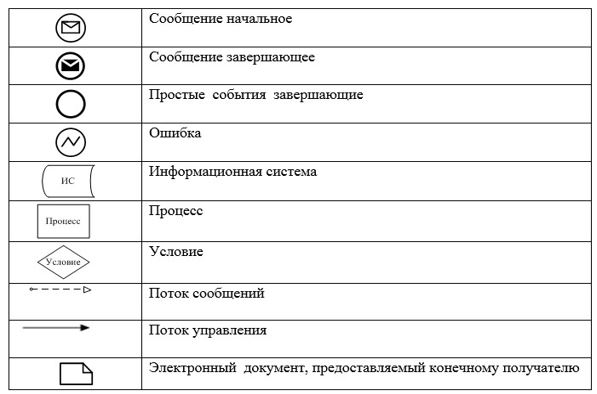 Сообщение начальное
Сообщение завершающее
Простые события завершающие
Ошибка
ИС
Информационная система
Процесс
Процесс
Условие
Условие
Поток сообщений
Поток управления
Электронный документ, предоставляемый конечному получателю